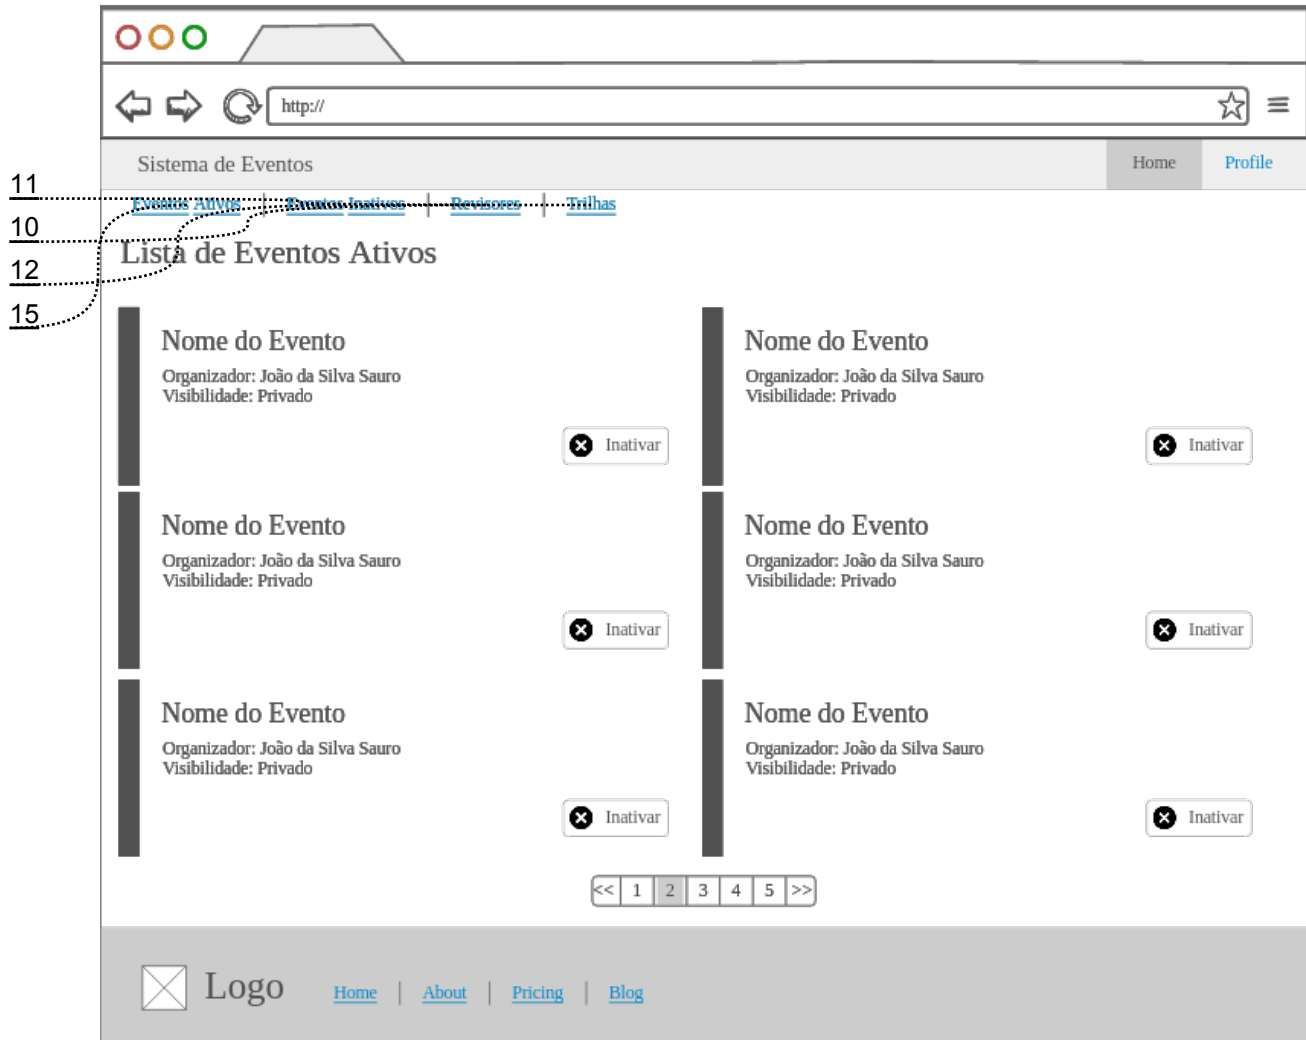 http://
Sistema de Eventos Home Profile
11
Eventos Ativos | Eventos Inativos | Revisores | Trilhas
10
Lista de Eventos Ativos
12
15
Nome do Evento
Organizador: João da Silva Sauro
Visibilidade: Privado
Inativar
Nome do Evento
Organizador: João da Silva Sauro
Visibilidade: Privado
Inativar
Nome do Evento
Organizador: João da Silva Sauro
Visibilidade: Privado
Inativar
Nome do Evento
Organizador: João da Silva Sauro
Visibilidade: Privado
Inativar
Nome do Evento
Organizador: João da Silva Sauro
Visibilidade: Privado
Inativar
Nome do Evento
Organizador: João da Silva Sauro
Visibilidade: Privado
Inativar
<< 1 2 3 4 5 >>
Logo Home | About | Pricing | Blog